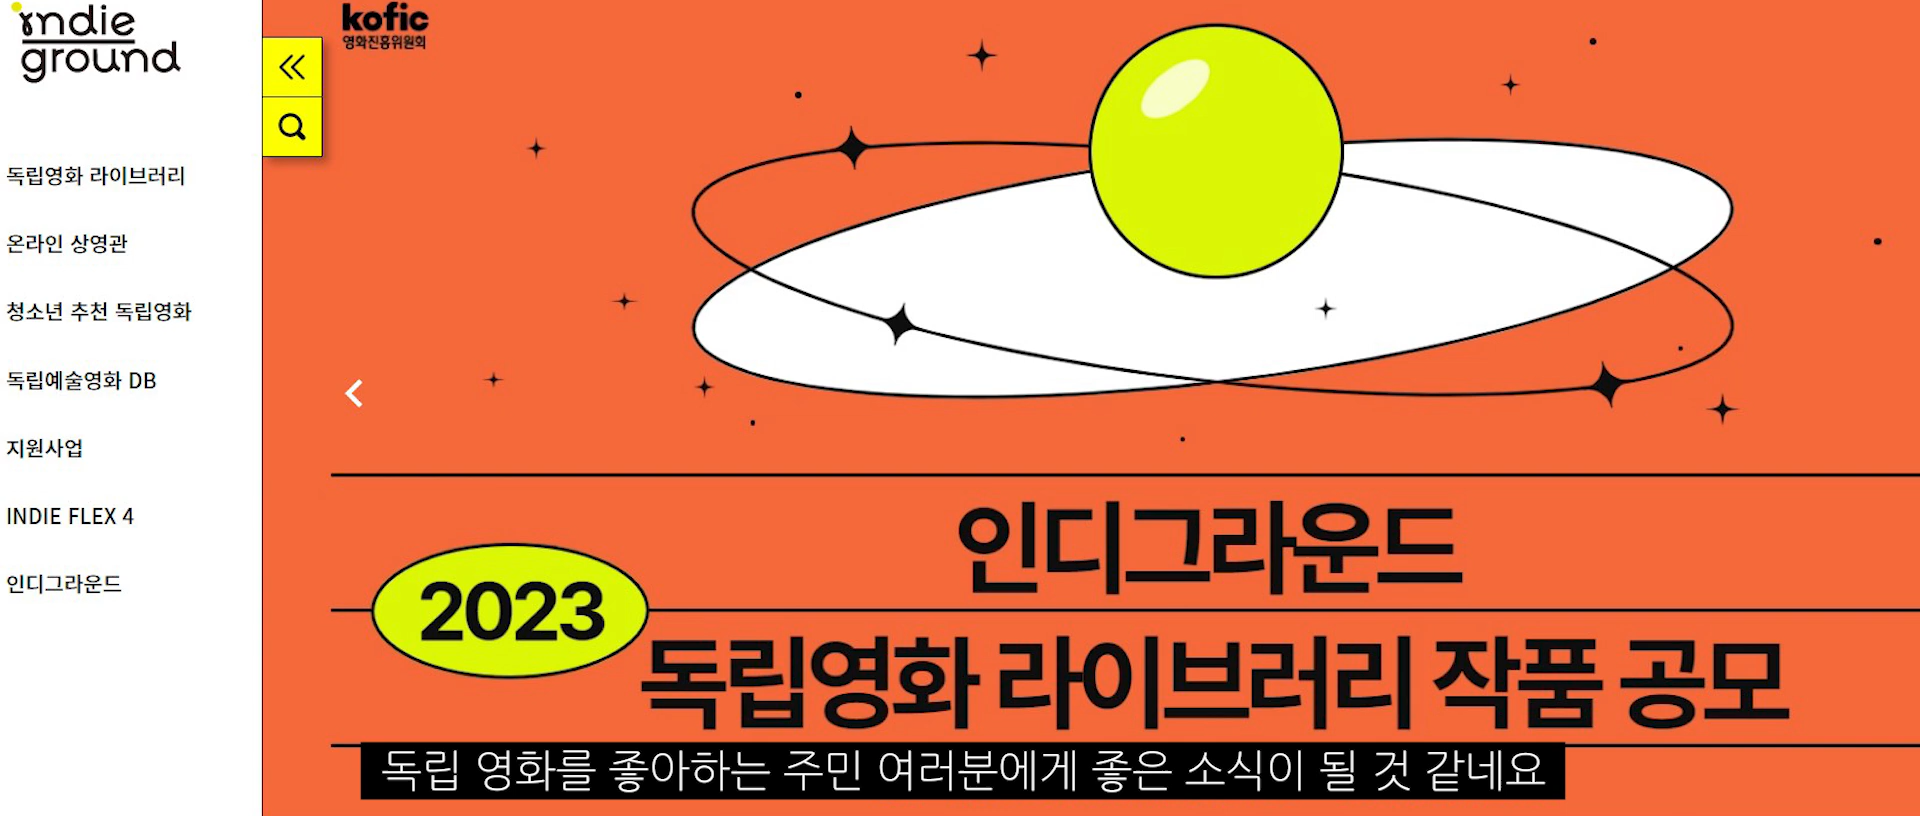 indie
ground
독립영화 라이브러리
온라인 상영관
청소년 추천 독립영화
독립예술영화 DB
지원사업
INDIE FLEX 4
인디그라운드
kofic
영화진흥위원회
인디그라운드
2023
독립영화 라이브러리 작품 공모
독립 영화를 좋아하는 주민 여러분에게 좋은 소식이 될 것 같네요